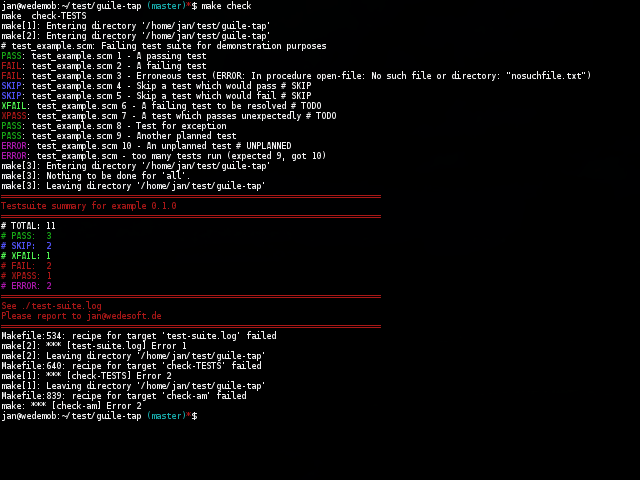 jan@wedemob:~/test/guile-tap (master)*$ make check
make  check-TESTS
make[1]: Entering directory '/home/jan/test/guile-tap'
make[2]: Entering directory '/home/jan/test/guile-tap'
# test_example.scm: Failing test suite for demonstration purposes
PASS: test_example.scm 1 - A passing test
FAIL: test_example.scm 2 - A failing test
FAIL: test_example.scm 3 - Erroneous test (ERROR: In procedure open-file: No such file or directory: "nosuchfile.txt")
SKIP: test_example.scm 4 - Skip a test which would pass # SKIP
SKIP: test_example.scm 5 - Skip a test which would fail # SKIP
XFAIL: test_example.scm 6 - A failing test to be resolved # TODO
XPASS: test_example.scm 7 - A test which passes unexpectedly # TODO
PASS: test_example.scm 8 - Test for exception
PASS: test_example.scm 9 - Another planned test
ERROR: test_example.scm 10 - An unplanned test # UNPLANNED
ERROR: test_example.scm - too many tests run (expected 9, got 10)
make[3]: Entering directory '/home/jan/test/guile-tap'
make[3]: Nothing to be done for 'all'.
make[3]: Leaving directory '/home/jan/test/guile-tap'
============================================================================
Testsuite summary for example 0.1.0
============================================================================
# TOTAL: 11
# PASS:  3
# SKIP:  2
# XFAIL: 1
# FAIL:  2
# XPASS: 1
# ERROR: 2
============================================================================
See ./test-suite.log
Please report to jan@wedesoft.de
============================================================================
Makefile:534: recipe for target 'test-suite.log' failed
make[2]: *** [test-suite.log] Error 1
make[2]: Leaving directory '/home/jan/test/guile-tap'
Makefile:640: recipe for target 'check-TESTS' failed
make[1]: *** [check-TESTS] Error 2
make[1]: Leaving directory '/home/jan/test/guile-tap'
Makefile:839: recipe for target 'check-am' failed
make: *** [check-am] Error 2
jan@wedemob:~/test/guile-tap (master)*$